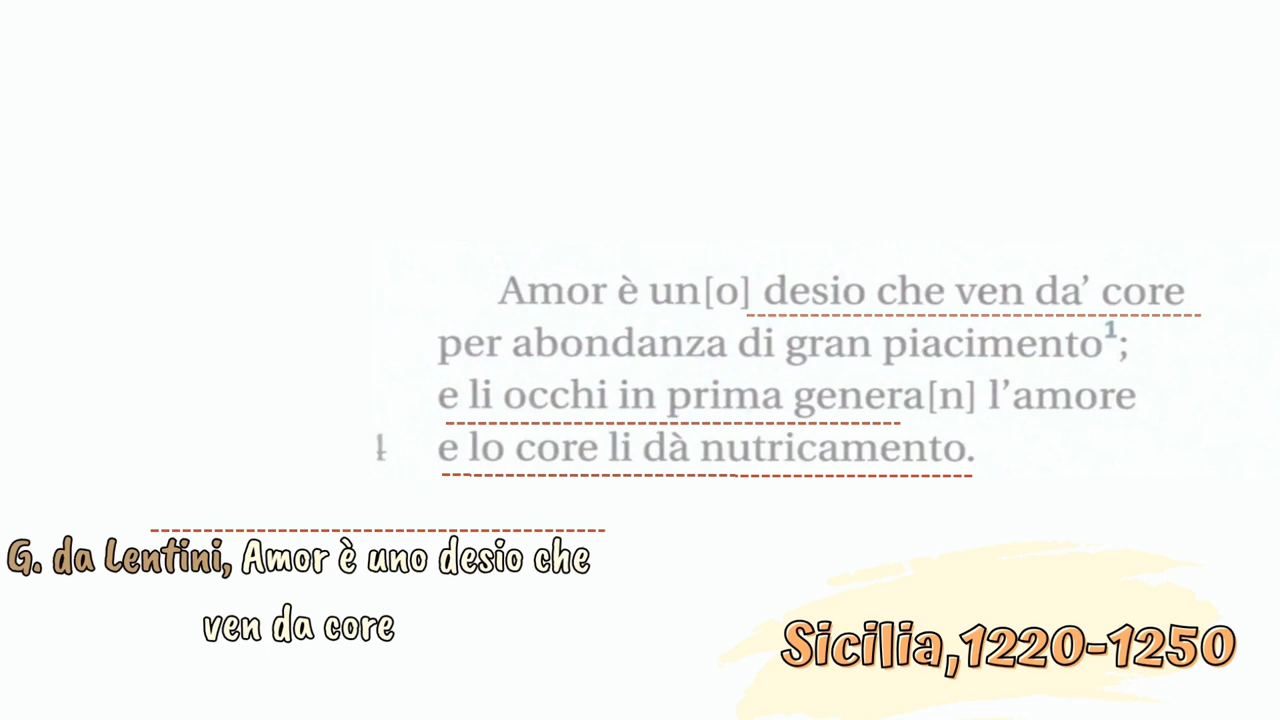 Amor è un[o] desio che ven da’ core
per abondanza di gran piacimento¹;
e li occhi in prima genera[n] l’amore
4 e lo core li dà nutricamento.
G. da Lentini, Amor è uno desio che
ven da core
Sicilia,1220-1250